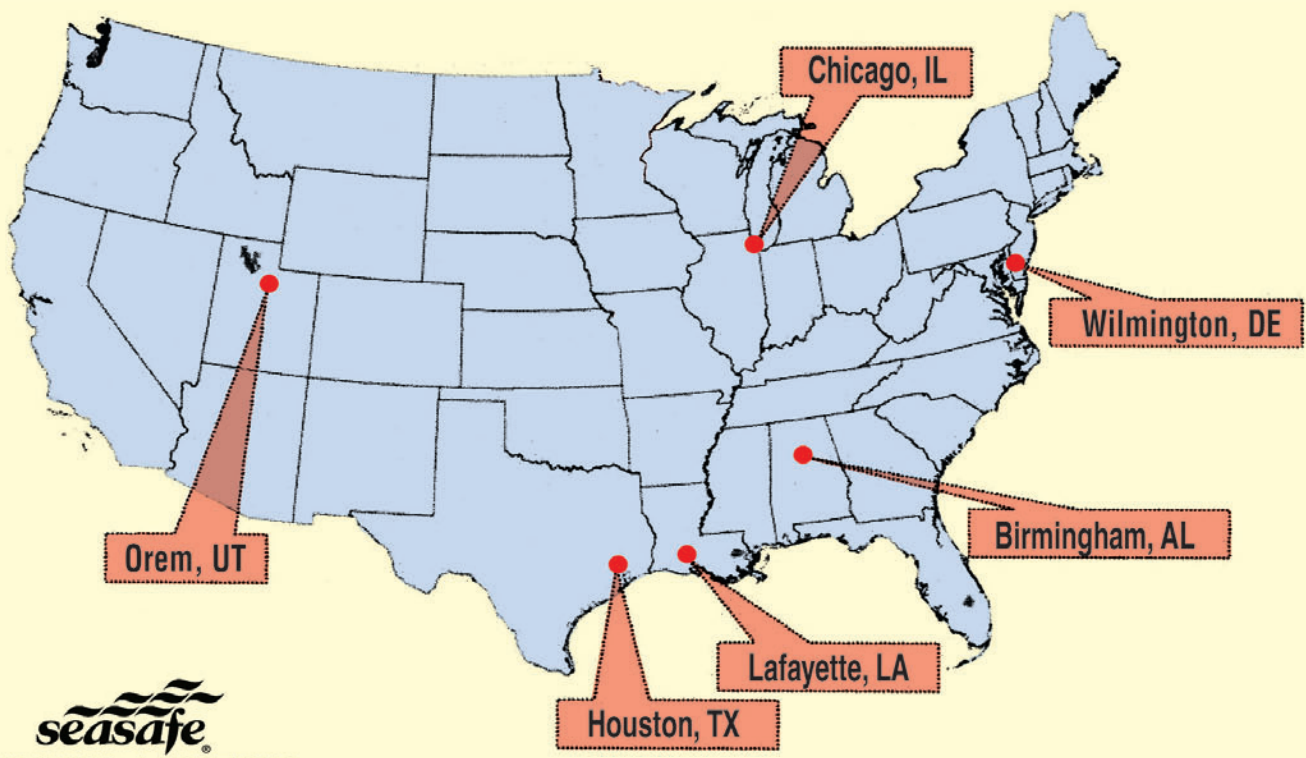 Chicago, IL
Wilmington, DE
Orem, UT
Birmingham, AL
Lafayette, LA
Houston, TX
seasafe®